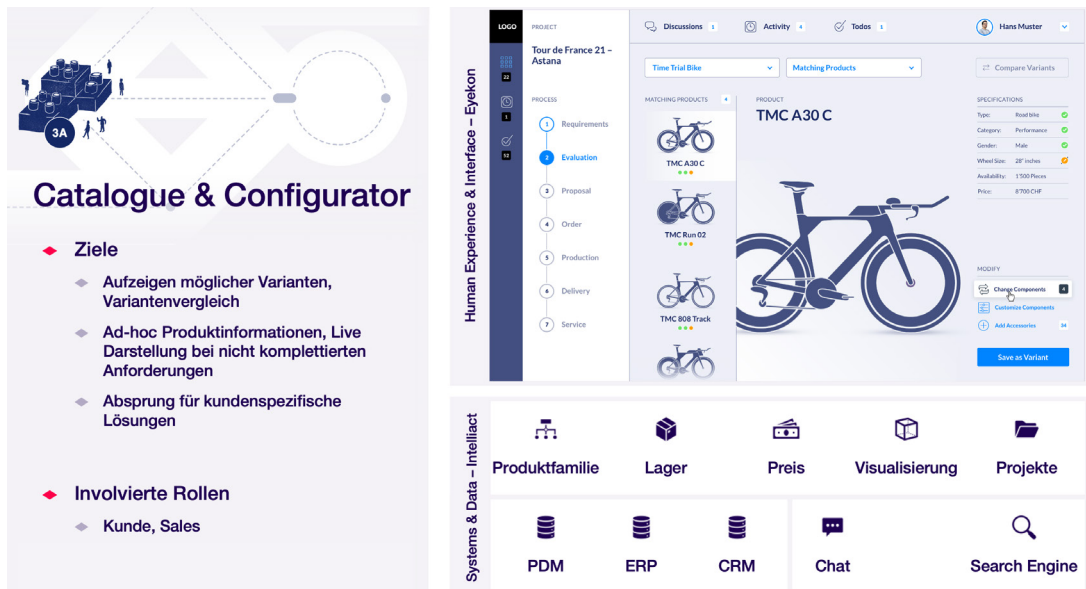 3A
Catalogue & Configurator
Ziele
Aufzeigen möglicher Varianten,
Variantenvergleich
Ad-hoc Produktinformationen, Live
Darstellung bei nicht komplettierten
Anforderungen
Absprung für kundenspezifische
Lösungen
Involvierte Rollen
Kunde, Sales
Human Experience & Interface – Eyekon
LOGO
22
1
52
PROJECT
Tour de France 21 –
Astana
PROCESS
1 Requirements
2 Evaluation
3 Proposal
4 Order
5 Production
6 Delivery
7 Service
Discussions 1
Activity 4
Todos 1
Hans Muster
Time Trial Bike
Matching Products
Compare Variants
MATCHING PRODUCTS 4
TMC A30 C
TMC Run 02
TMC 808 Track
PRODUCT
TMC A30 C
SPECIFICATIONS
Type: Road bike
Category: Performance
Gender: Male
Wheel Size: 28" inches
Availability: 1'500 Pieces
Price: 8'700 CHF
MODIFY
Change Components 4
Customize Components
Add Accessories 34
Save as Variant
Systems & Data – Intelliact
Produktfamilie
Lager
Preis
Visualisierung
Projekte
PDM
ERP
CRM
Chat
Search Engine